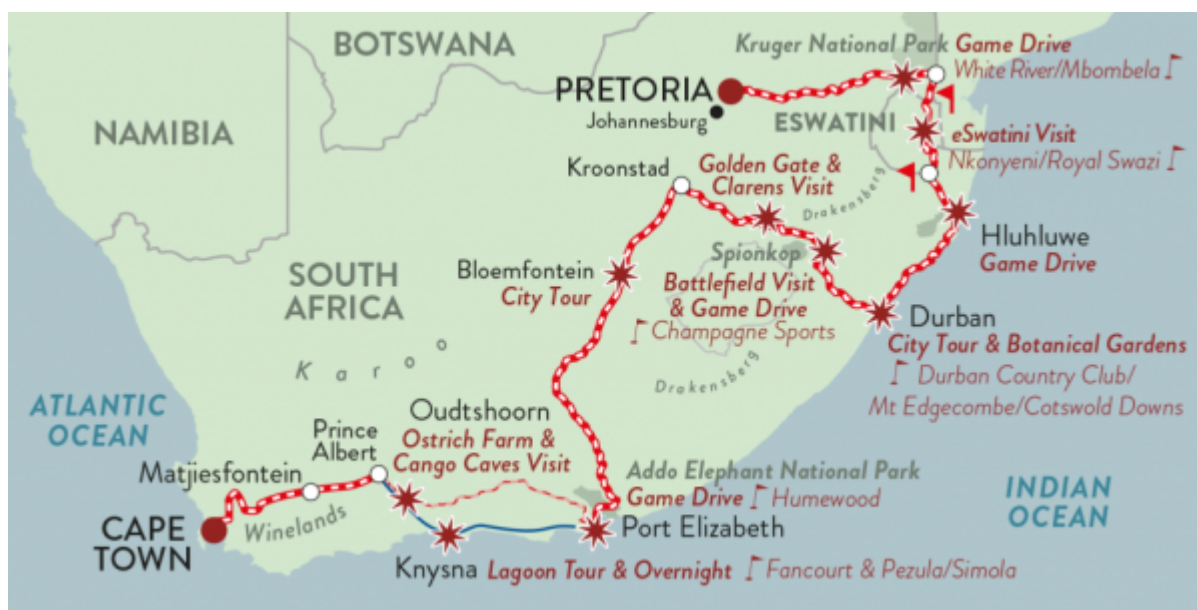 BOTSWANA
NAMIBIA
Kruger National Park Game Drive
White River/Mbombela
PRETORIA
Johannesburg
ESWATINI
eSwatini Visit
Nkonyeni/Royal Swazi
Kroonstad
Golden Gate &
Clarens Visit
Drakensberg
Hluhluwe
Game Drive
Bloemfontein
City Tour
Spionkop
Battlefield Visit
& Game Drive
Champagne Sports
SOUTH
AFRICA
Durban
City Tour & Botanical Gardens
Durban Country Club/
Mt Edgecombe/Cotswold Downs
Drakensberg
Karoo
ATLANTIC
OCEAN
Oudtshoorn
Ostrich Farm &
Cango Caves Visit
Prince
Albert
Matjiesfontein
Addo Elephant National Park
Game Drive Humewood
Port Elizabeth
INDIAN
OCEAN
Winelands
CAPE
TOWN
Knysna Lagoon Tour & Overnight Fancourt & Pezula/Simola